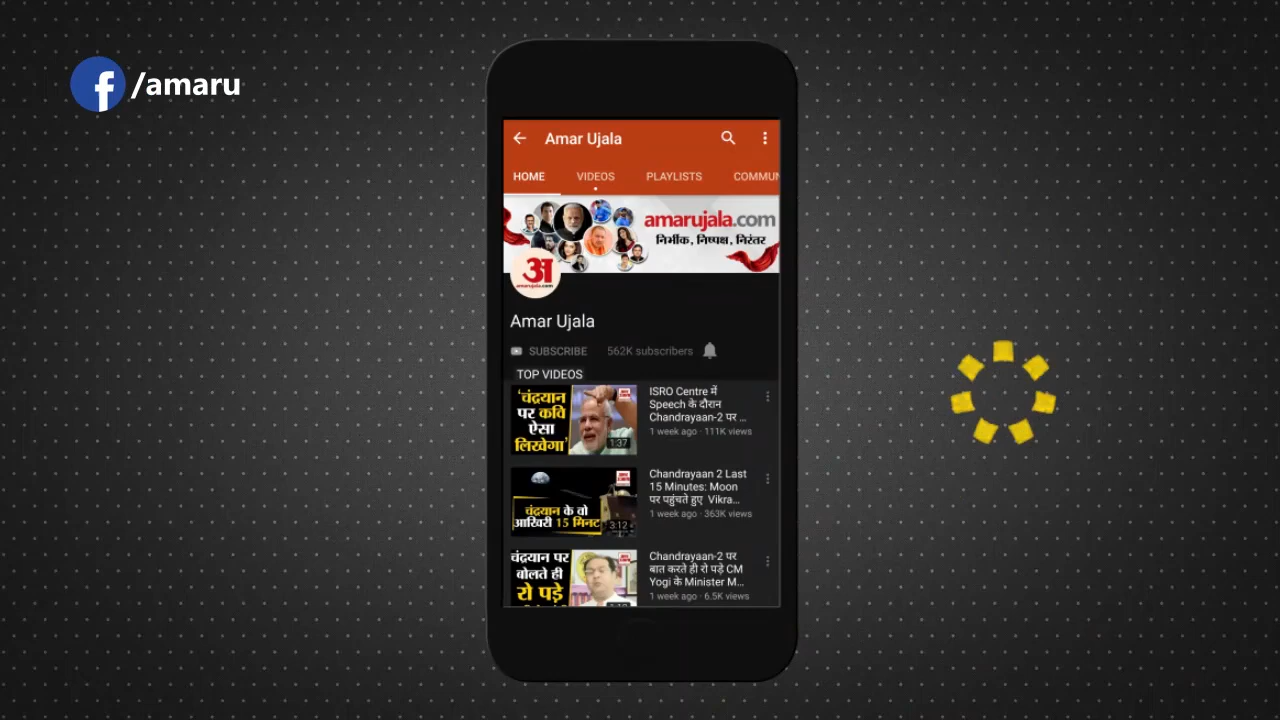 /amaru
Amar Ujala
HOME VIDEOS PLAYLISTS COMMUN
amarujala.com
निर्भीक, निष्पक्ष, निरंतर
अ
amarujala.com
Amar Ujala
SUBSCRIBE 562K subscribers
TOP VIDEOS
‘चंद्रयान
पर कवि
ऐसा
लिखेगा’
1:37
ISRO Centre में
Speech के दौरान
Chandrayaan-2 पर ...
1 week ago · 111K views
चंद्रयान के वो
आखिरी 15 मिनट
3:12
Chandrayaan 2 Last
15 Minutes: Moon
पर पहुंचते हुए Vikra...
1 week ago · 363K views
चंद्रयान पर
बोलते ही
रो पड़े
Chandrayaan-2 पर
बात करते ही रो पड़े CM
Yogi के Minister M...
1 week ago · 6.5K views